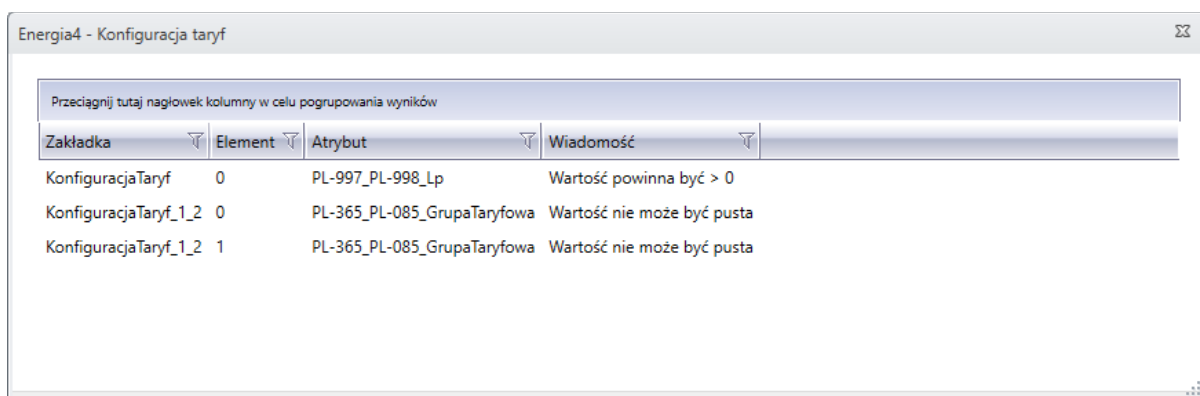 Energia4 - Konfiguracja taryf
Przeciągnij tutaj nagłowek kolumny w celu pogrupowania wyników
Zakładka Element Atrybut Wiadomość
KonfiguracjaTaryf 0 PL-997_PL-998_Lp Wartość powinna być > 0
KonfiguracjaTaryf_1_2 0 PL-365_PL-085_GrupaTaryfowa Wartość nie może być pusta
KonfiguracjaTaryf_1_2 1 PL-365_PL-085_GrupaTaryfowa Wartość nie może być pusta